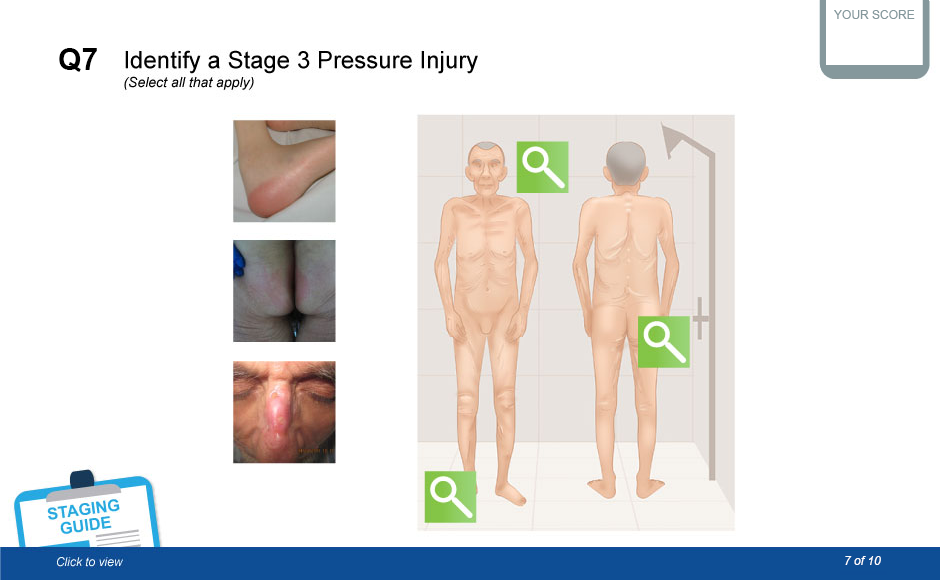 YOUR SCORE
Q7 Identify a Stage 3 Pressure Injury
(Select all that apply)
STAGING
GUIDE
Click to view
7 of 10